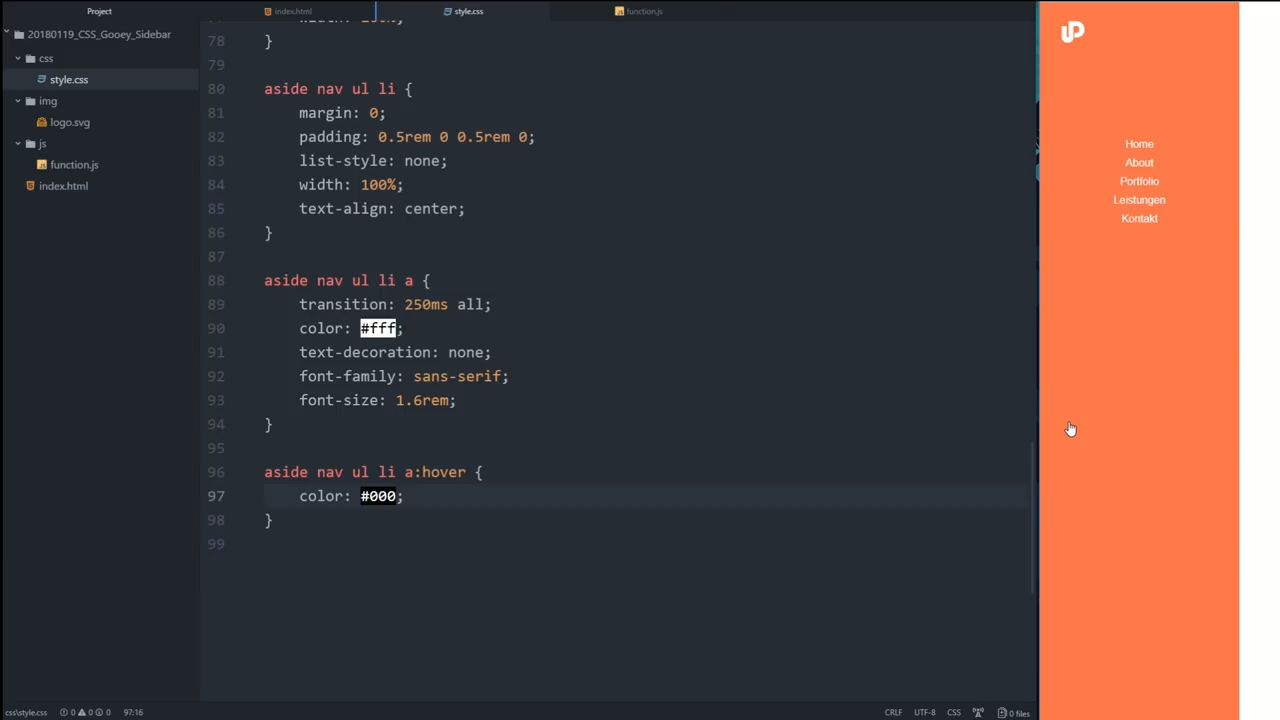 Project
index.html
style.css
function.js
20180119_CSS_Gooey_Sidebar
css
style.css
img
logo.svg
js
function.js
index.html
78 }
79
80 aside nav ul li {
81 margin: 0;
82 padding: 0.5rem 0 0.5rem 0;
83 list-style: none;
84 width: 100%;
85 text-align: center;
86 }
87
88 aside nav ul li a {
89 transition: 250ms all;
90 color: #fff;
91 text-decoration: none;
92 font-family: sans-serif;
93 font-size: 1.6rem;
94 }
95
96 aside nav ul li a:hover {
97 color: #000;
98 }
99
UP
Home
About
Portfolio
Leistungen
Kontakt
css\style.css 0 0 0 97:16
CRLF UTF-8 CSS 0 files